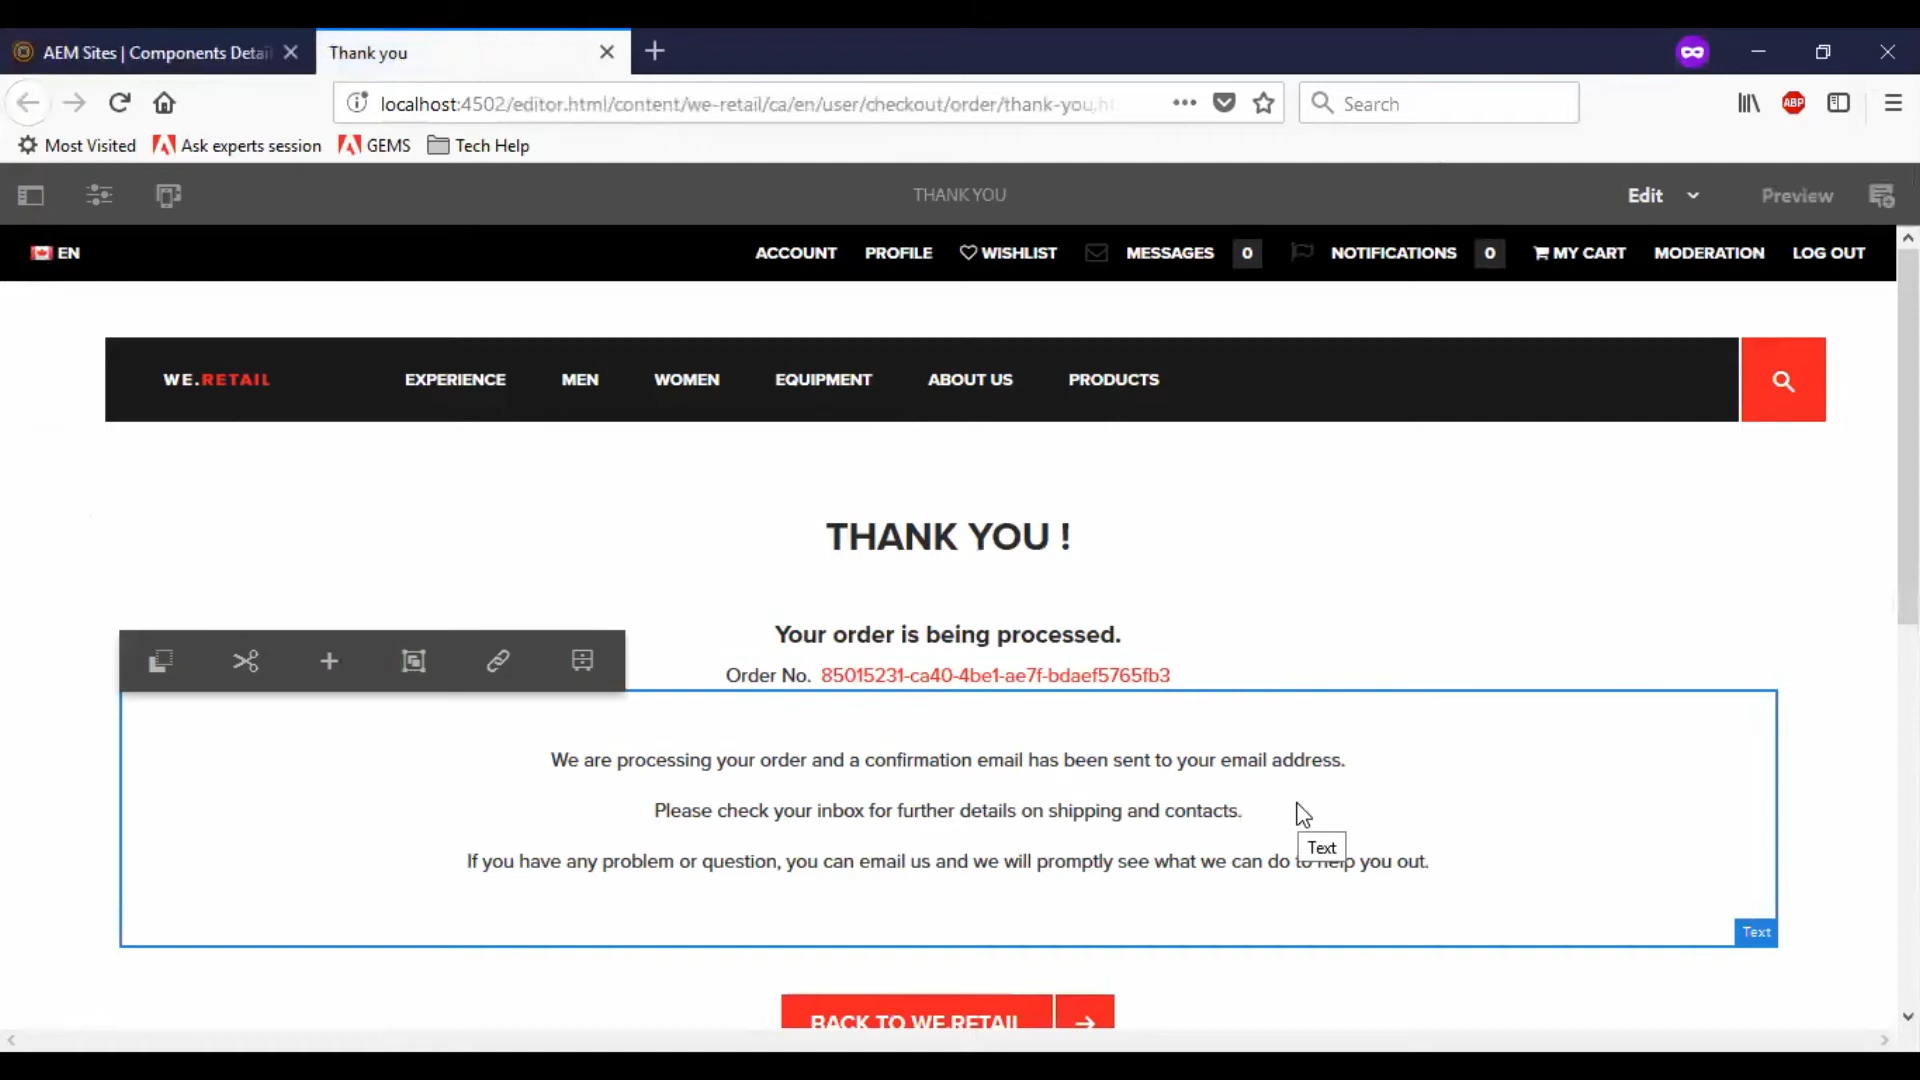 AEM Sites | Components Detai
Thank you
localhost:4502/editor.html/content/we-retail/ca/en/user/checkout/order/thank-you.ht
Search
ABP
Most Visited
Ask experts session
GEMS
Tech Help
THANK YOU
Edit
Preview
EN
ACCOUNT
PROFILE
WISHLIST
MESSAGES 0
NOTIFICATIONS 0
MY CART
MODERATION
LOG OUT
WE.RETAIL
EXPERIENCE
MEN
WOMEN
EQUIPMENT
ABOUT US
PRODUCTS
THANK YOU !
Your order is being processed.
Order No. 85015231-ca40-4be1-ae7f-bdaef5765fb3
We are processing your order and a confirmation email has been sent to your email address.
Please check your inbox for further details on shipping and contacts.
Text
If you have any problem or question, you can email us and we will promptly see what we can do to help you out.
Text
BACK TO WE.RETAIL